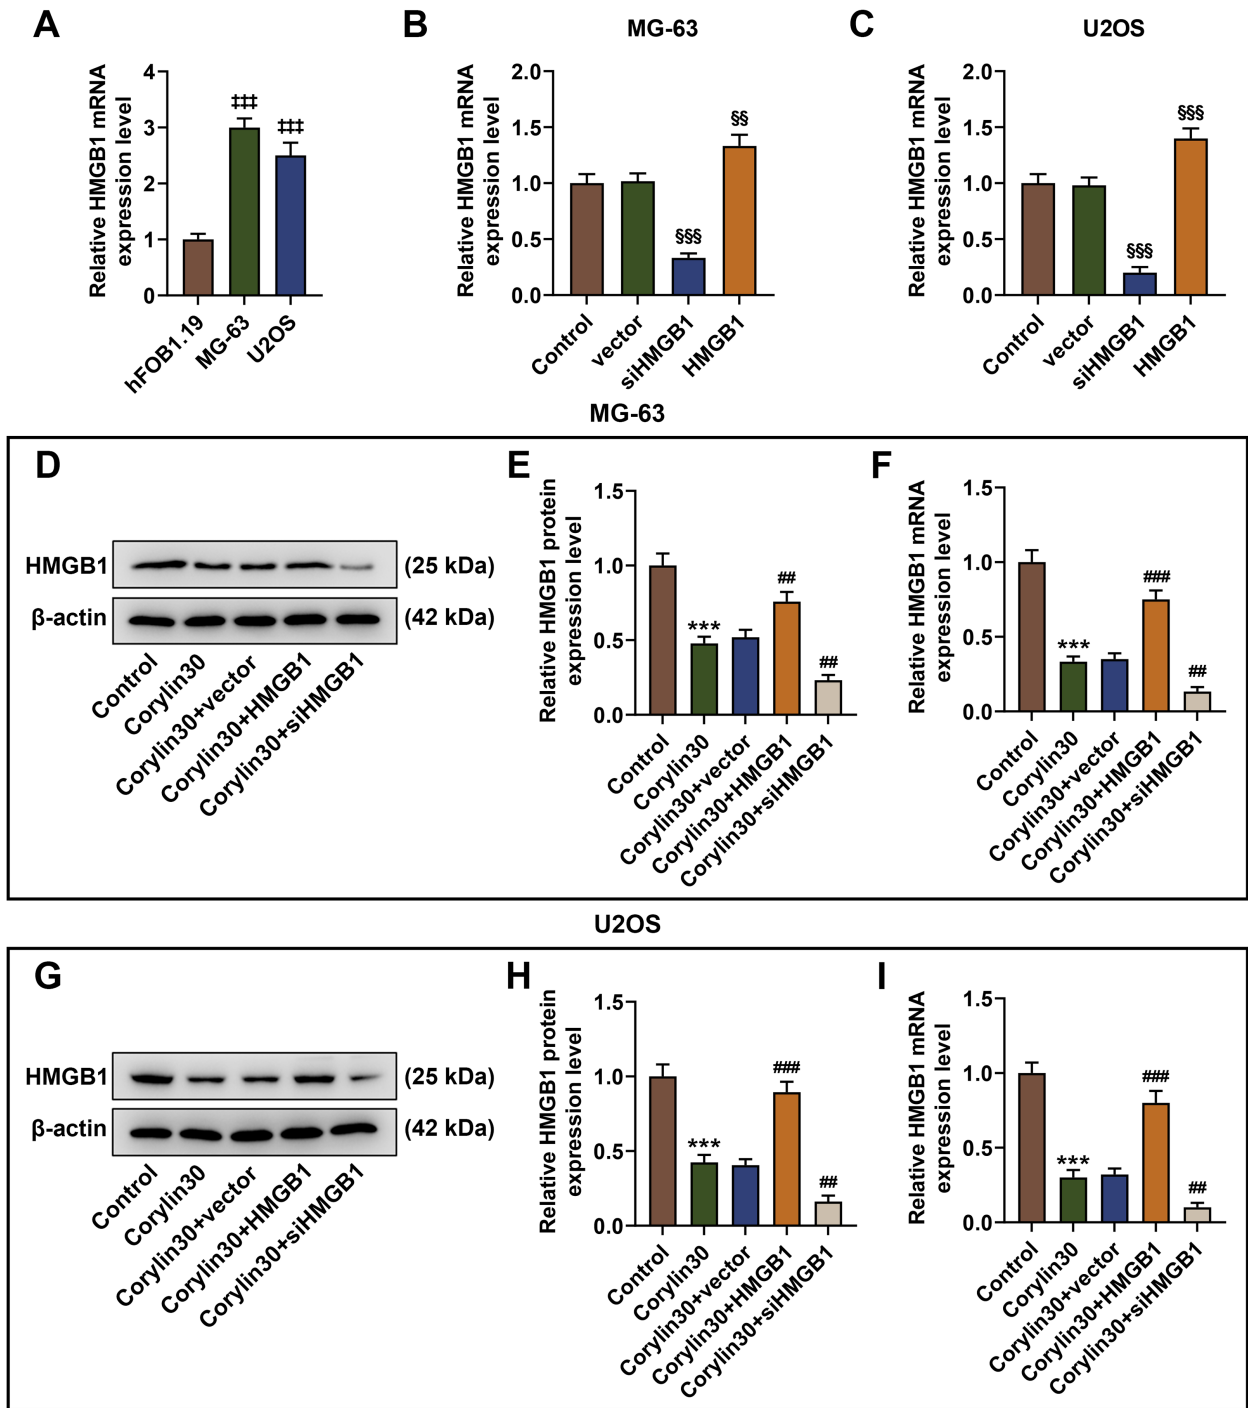 A
Relative HMGB1 mRNA
expression level
4
3
2
1
0
‡‡‡
‡‡‡
hFOB1.19
MG-63
U2OS
B
MG-63
Relative HMGB1 mRNA
expression level
2.0
1.5
1.0
0.5
0.0
§§§
§§
Control
vector
siHMGB1
HMGB1
C
U2OS
Relative HMGB1 mRNA
expression level
2.0
1.5
1.0
0.5
0.0
§§§
§§§
Control
vector
siHMGB1
HMGB1
MG-63
D
HMGB1
(25 kDa)
β-actin
(42 kDa)
Control
Corylin30
Corylin30+vector
Corylin30+HMGB1
Corylin30+siHMGB1
E
Relative HMGB1 protein
expression level
1.5
1.0
0.5
0.0
***
##
##
Control
Corylin30
Corylin30+vector
Corylin30+HMGB1
Corylin30+siHMGB1
F
Relative HMGB1 mRNA
expression level
1.5
1.0
0.5
0.0
***
###
##
Control
Corylin30
Corylin30+vector
Corylin30+HMGB1
Corylin30+siHMGB1
U2OS
G
HMGB1
(25 kDa)
β-actin
(42 kDa)
Control
Corylin30
Corylin30+vector
Corylin30+HMGB1
Corylin30+siHMGB1
H
Relative HMGB1 protein
expression level
1.5
1.0
0.5
0.0
***
###
##
Control
Corylin30
Corylin30+vector
Corylin30+HMGB1
Corylin30+siHMGB1
I
Relative HMGB1 mRNA
expression level
1.5
1.0
0.5
0.0
***
###
##
Control
Corylin30
Corylin30+vector
Corylin30+HMGB1
Corylin30+siHMGB1